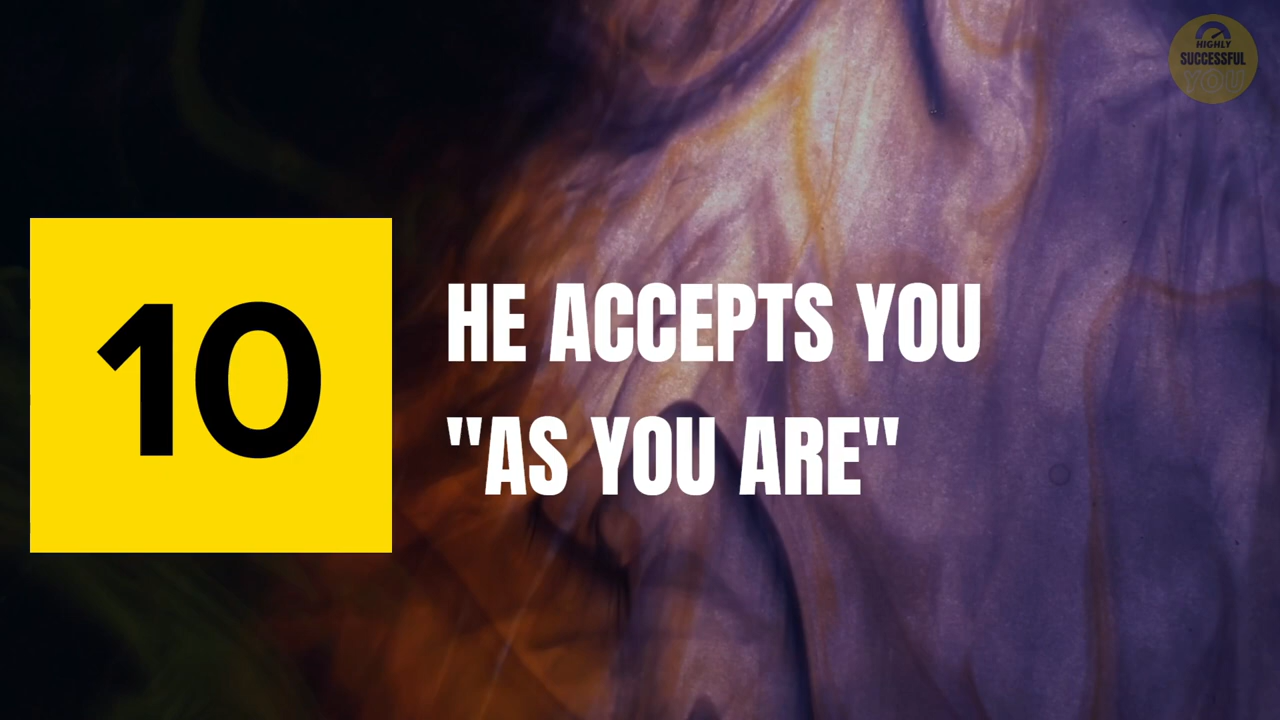 HIGHLY
SUCCESSFUL
YOU
10
HE ACCEPTS YOU
"AS YOU ARE"